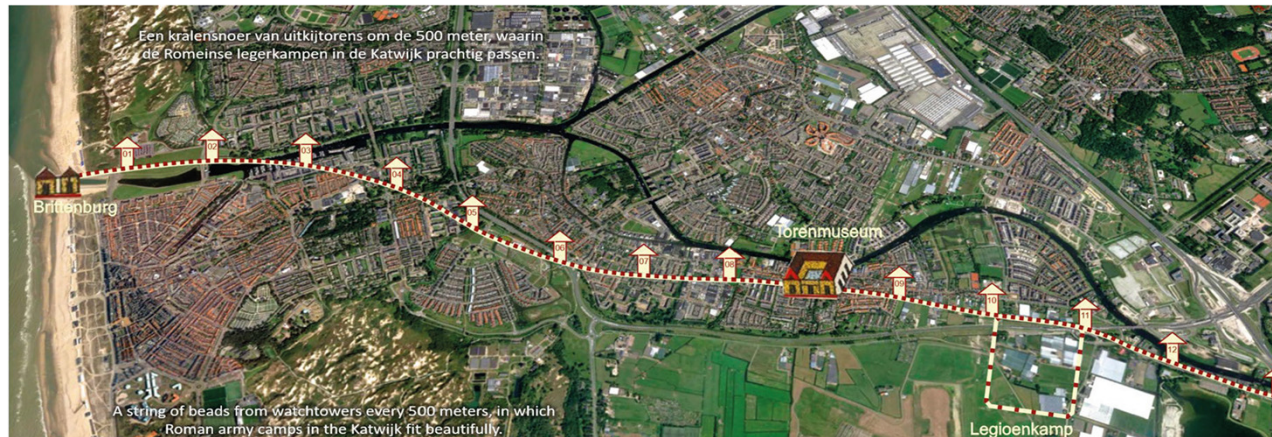 Een kralensnoer van uitkijtorens om de 500 meter, waarin
de Romeinse legerkampen in de Katwijk prachtig passen.
01
02
03
04
Brittenburg
05
06
07
08
Torenmuseum
09
10
11
12
A string of beads from watchtowers every 500 meters, in which
Roman army camps in the Katwijk fit beautifully.
Legioenkamp